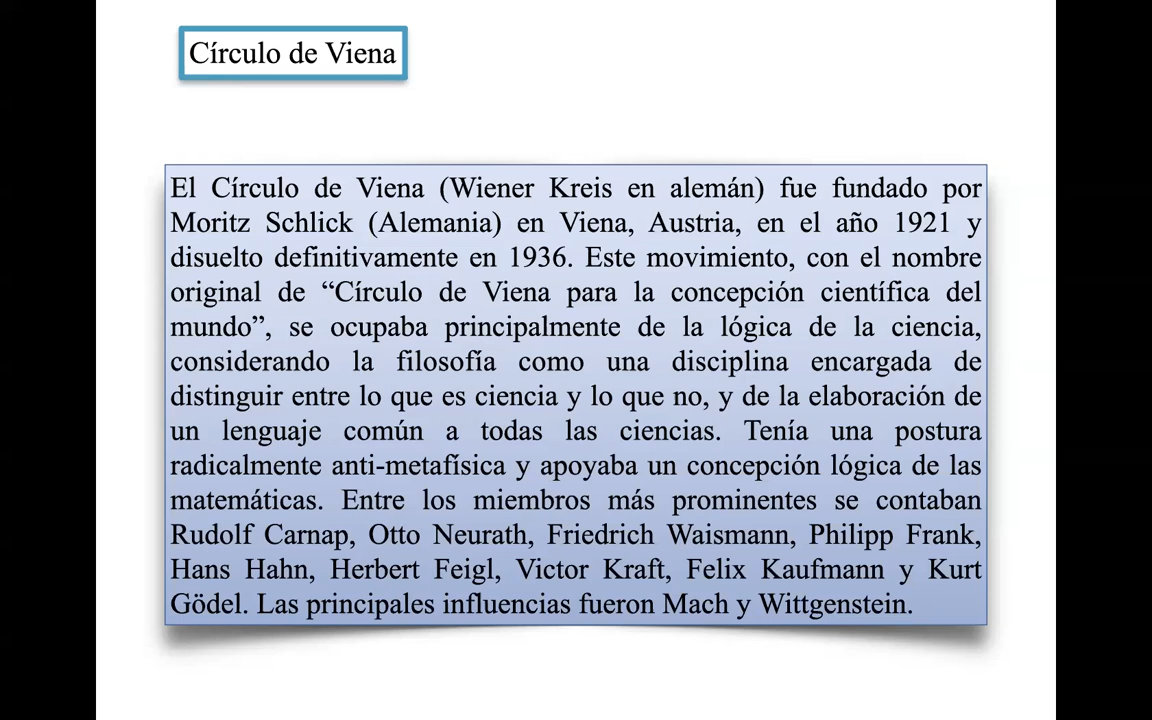 Círculo de Viena
El Círculo de Viena (Wiener Kreis en alemán) fue fundado por
Moritz Schlick (Alemania) en Viena, Austria, en el año 1921 y
disuelto definitivamente en 1936. Este movimiento, con el nombre
original de “Círculo de Viena para la concepción científica del
mundo”, se ocupaba principalmente de la lógica de la ciencia,
considerando la filosofía como una disciplina encargada de
distinguir entre lo que es ciencia y lo que no, y de la elaboración de
un lenguaje común a todas las ciencias. Tenía una postura
radicalmente anti-metafísica y apoyaba un concepción lógica de las
matemáticas. Entre los miembros más prominentes se contaban
Rudolf Carnap, Otto Neurath, Friedrich Waismann, Philipp Frank,
Hans Hahn, Herbert Feigl, Victor Kraft, Felix Kaufmann y Kurt
Gödel. Las principales influencias fueron Mach y Wittgenstein.